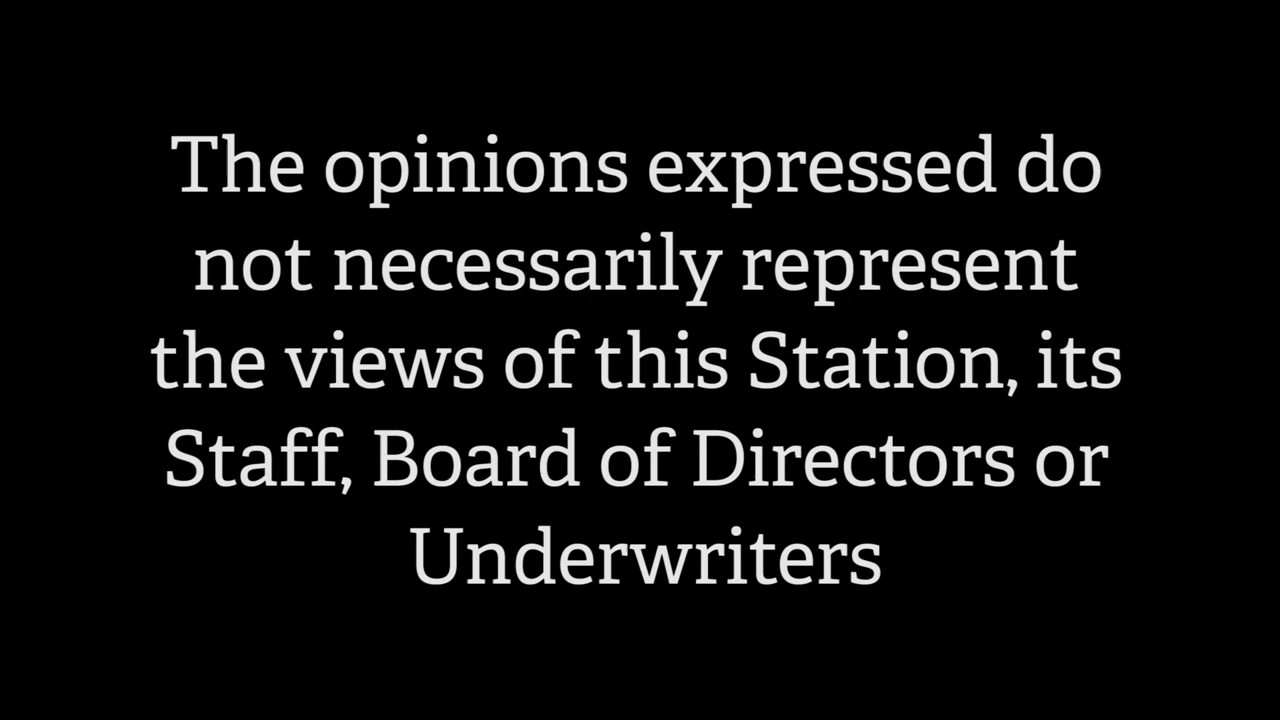 The opinions expressed do
not necessarily represent
the views of this Station, its
Staff, Board of Directors or
Underwriters